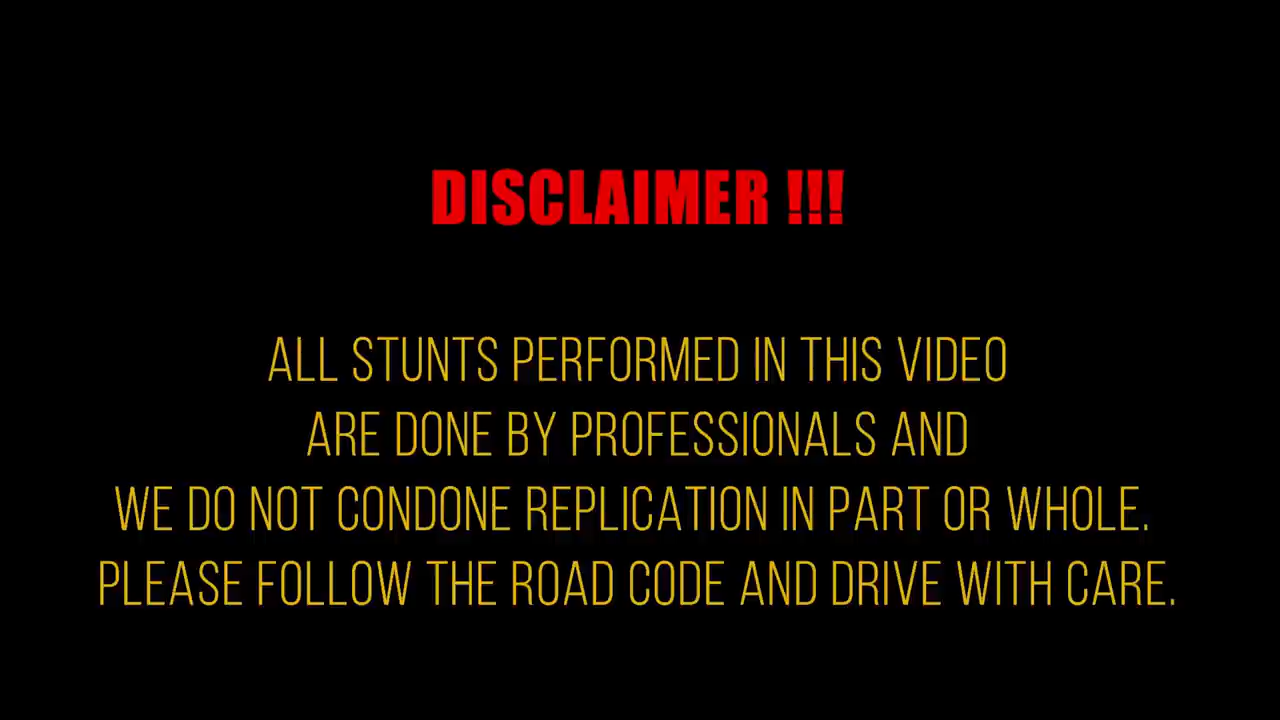 DISCLAIMER !!!
ALL STUNTS PERFORMED IN THIS VIDEO
ARE DONE BY PROFESSIONALS AND
WE DO NOT CONDONE REPLICATION IN PART OR WHOLE.
PLEASE FOLLOW THE ROAD CODE AND DRIVE WITH CARE.